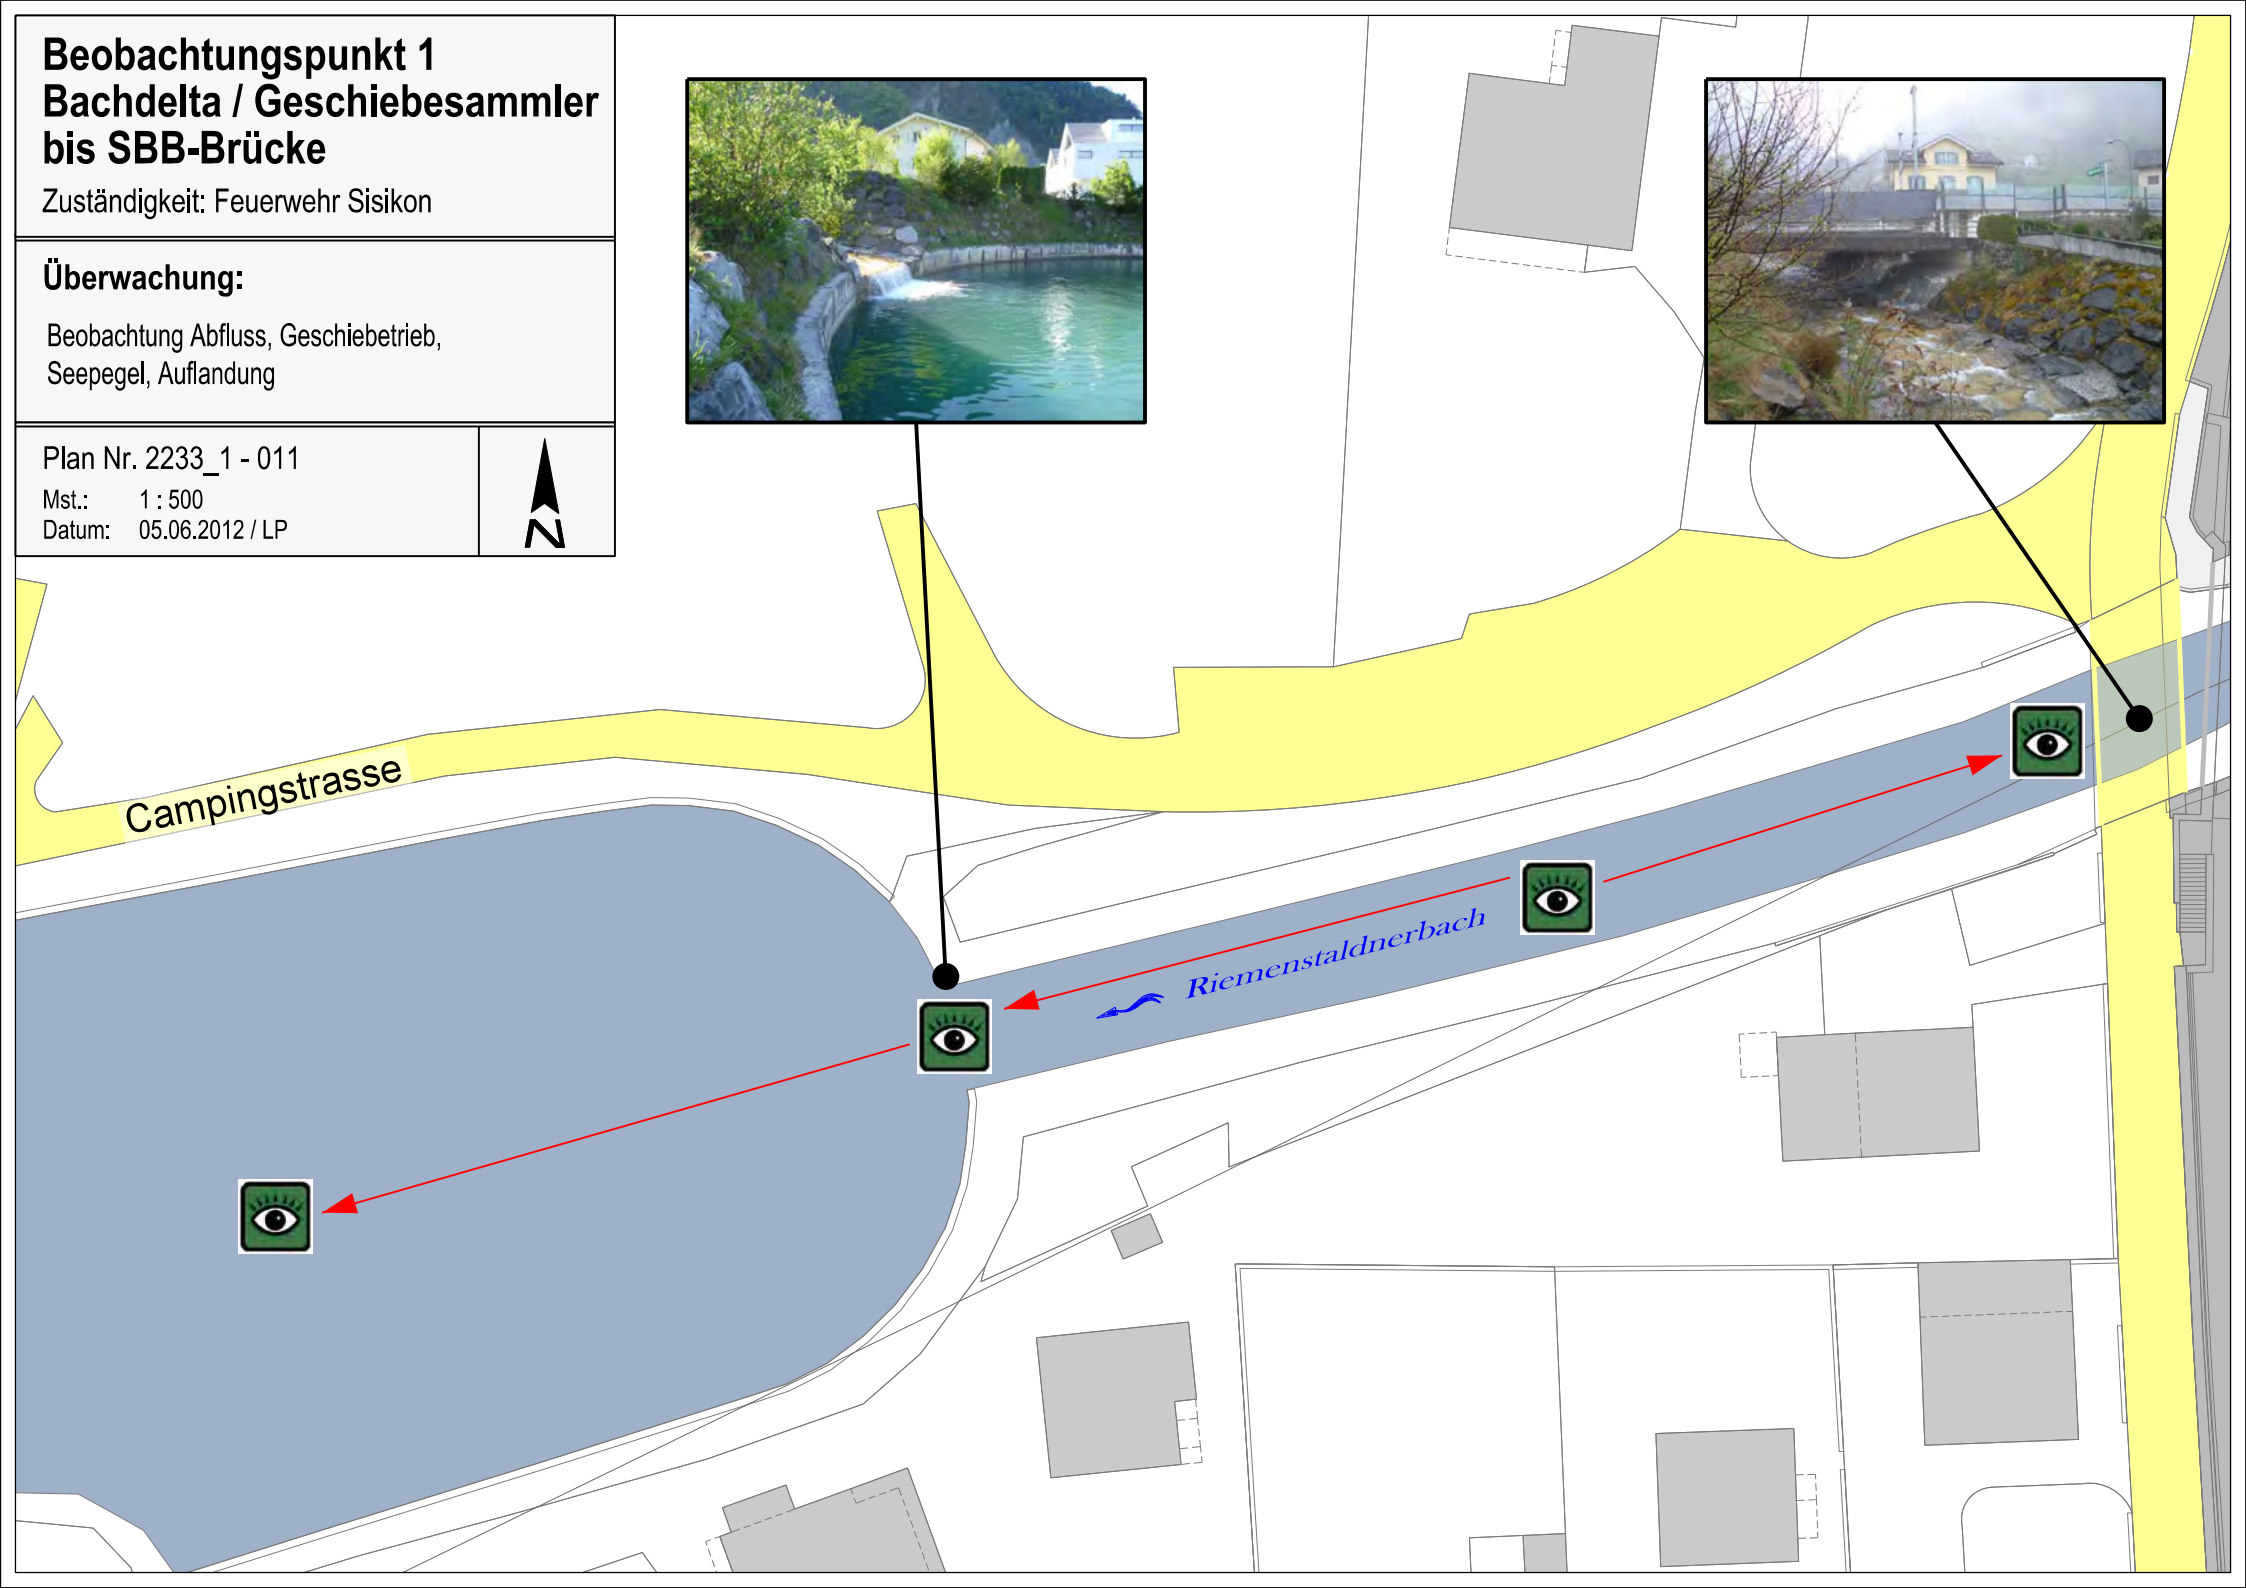 Beobachtungspunkt 1
Bachdelta / Geschiebesammler
bis SBB-Brücke
Zuständigkeit: Feuerwehr Sisikon
Überwachung:
Beobachtung Abfluss, Geschiebetrieb,
Seepegel, Auflandung
Plan Nr. 2233_1 - 011
Mst.: 1 : 500
Datum: 05.06.2012 / LP
N
Campingstrasse
Riemenstaldnerbach